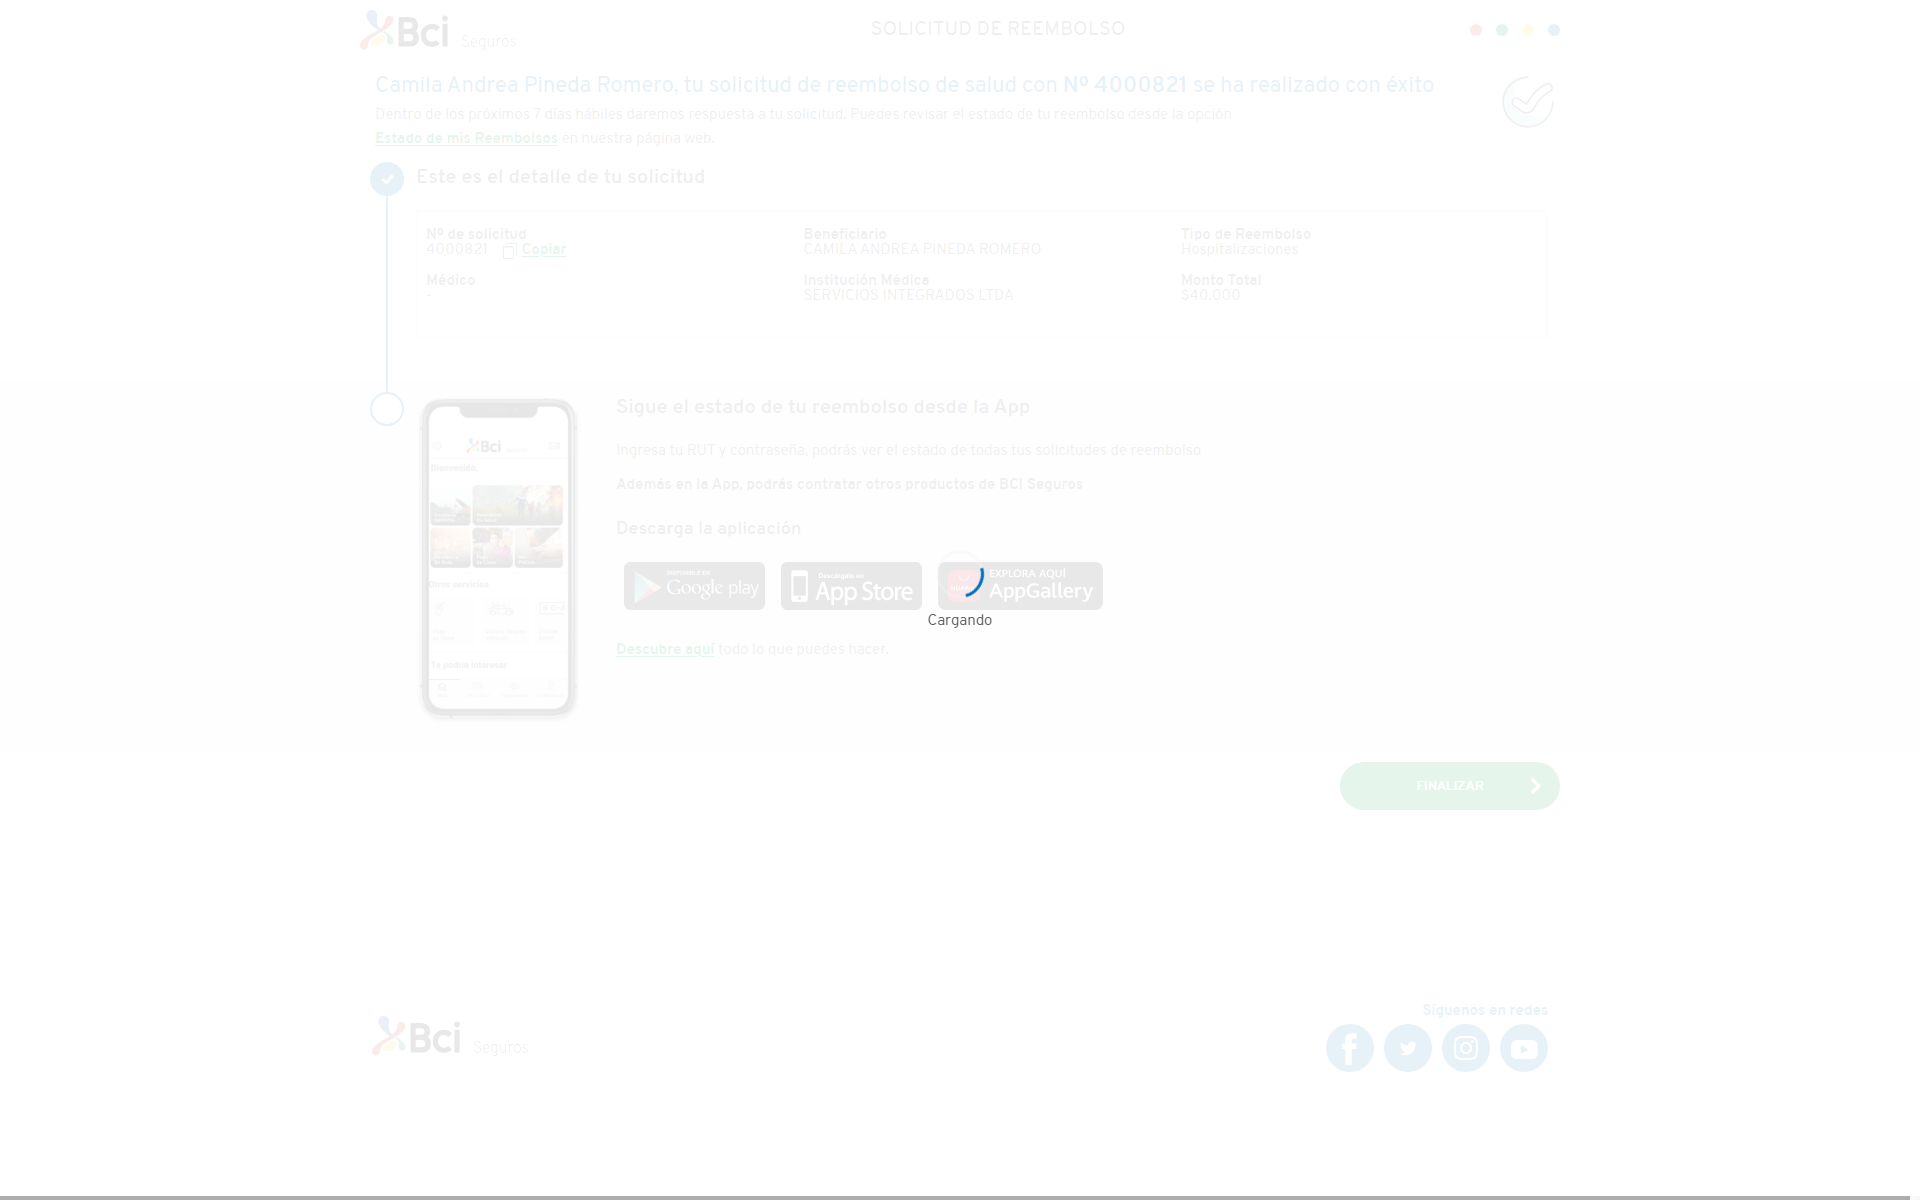 Bci Seguros
SOLICITUD DE REEMBOLSO
Camila Andrea Pineda Romero, tu solicitud de reembolso de salud con Nº 4000821 se ha realizado con éxito
Dentro de los próximos 7 días hábiles daremos respuesta a tu solicitud. Puedes revisar el estado de tu reembolso desde la opción
Estado de mis Reembolsos en nuestra página web.
Este es el detalle de tu solicitud
Nº de solicitud
4000821 Copiar
Beneficiario
CAMILA ANDREA PINEDA ROMERO
Tipo de Reembolso
Hospitalizaciones
Médico
-
Institución Médica
SERVICIOS INTEGRADOS LTDA
Monto Total
$40.000
Bci
Bienvenido,
Otros servicios
Te podría interesar
Sigue el estado de tu reembolso desde la App
Ingresa tu RUT y contraseña, podrás ver el estado de todas tus solicitudes de reembolso
Además en la App, podrás contratar otros productos de BCI Seguros
Descarga la aplicación
DISPONIBLE EN
Google play
Descárgalo en
App Store
EXPLORA AQUÍ
AppGallery
Cargando
Descubre aquí todo lo que puedes hacer.
FINALIZAR
Bci Seguros
Síguenos en redes